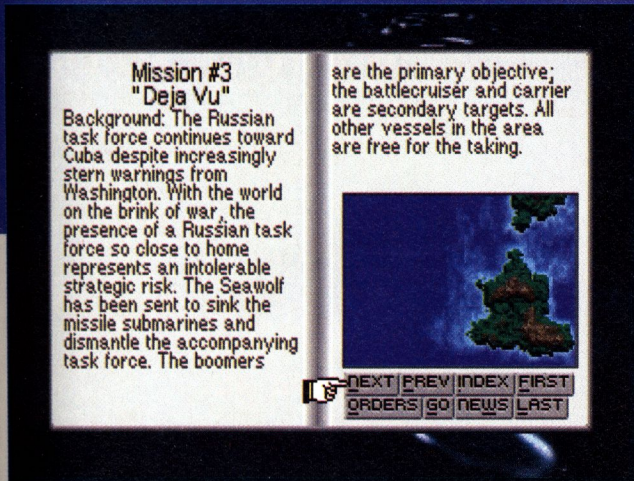 Mission #3
"Deja Vu"
Background: The Russian
task force continues toward
Cuba despite increasingly
stern warnings from
Washington. With the world
on the brink of war, the
presence of a Russian task
force so close to home
represents an intolerable
strategic risk. The Seawolf
has been sent to sink the
missile submarines and
dismantle the accompanying
task force. The boomers
are the primary objective;
the battlecruiser and carrier
are secondary targets. All
other vessels in the area
are free for the taking.
NEXT PREV INDEX FIRST
ORDERS GO NEWS LAST